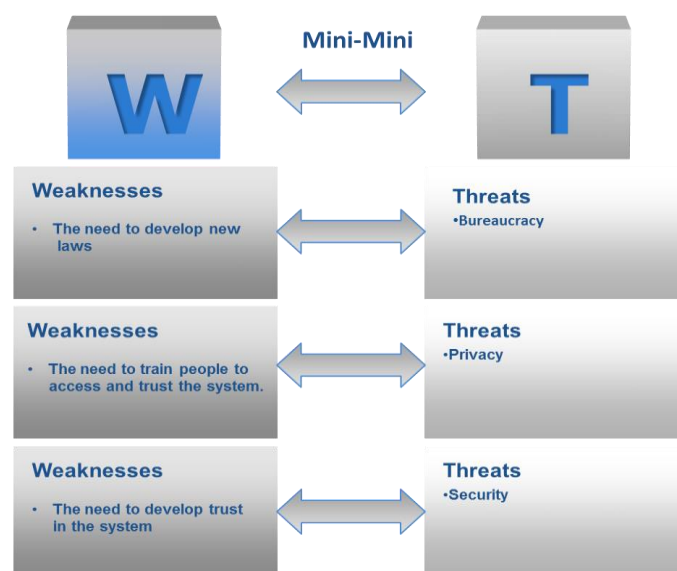 Mini-Mini
W
T
Weaknesses
• The need to develop new
laws
Threats
•Bureaucracy
Weaknesses
• The need to train people to
access and trust the system.
Threats
•Privacy
Weaknesses
• The need to develop trust
in the system
Threats
•Security